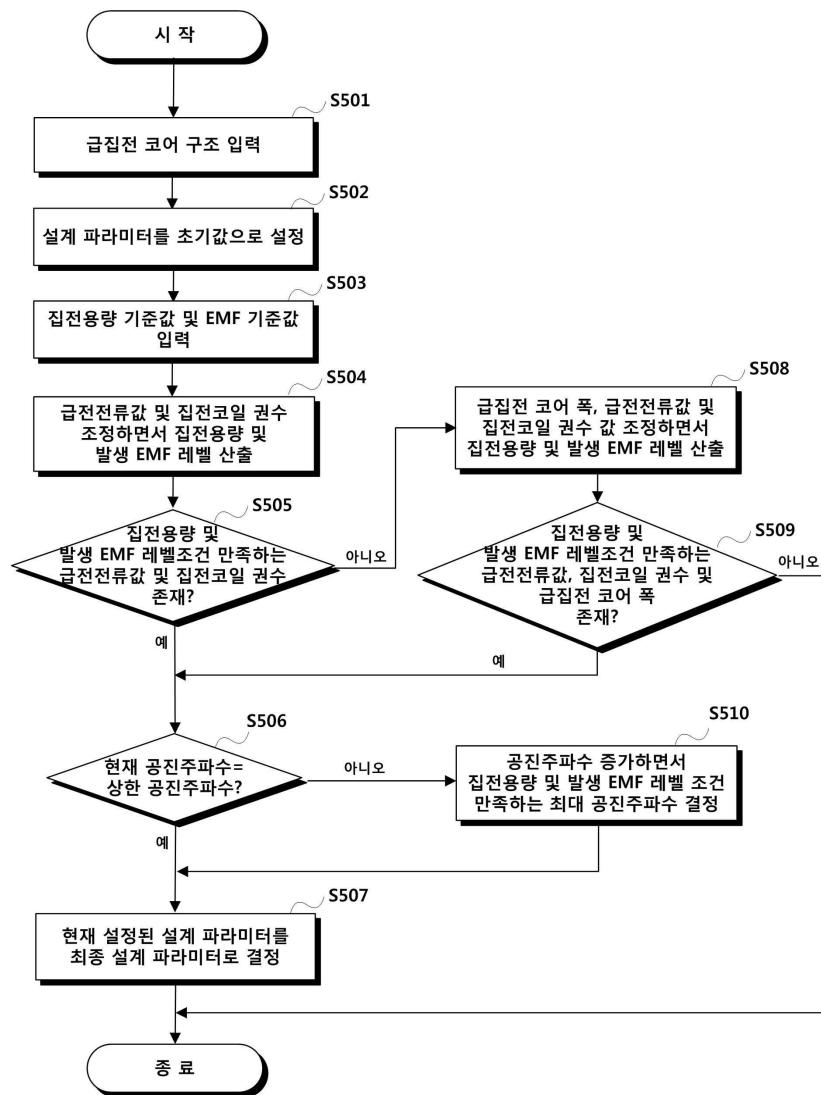 시 작
S501
급집전 코어 구조 입력
S502
설계 파라미터를 초기값으로 설정
S503
집전용량 기준값 및 EMF 기준값
입력
S504
급전전류값 및 집전코일 권수
조정하면서 집전용량 및
발생 EMF 레벨 산출
S505
집전용량 및
발생 EMF 레벨조건 만족하는
급전전류값 및 집전코일 권수
존재?
아니오
예
S508
급집전 코어 폭, 급전전류값 및
집전코일 권수 값 조정하면서
집전용량 및 발생 EMF 레벨 산출
S509
집전용량 및
발생 EMF 레벨조건 만족하는
급전전류값, 집전코일 권수 및
급집전 코어 폭
존재?
아니오
예
S506
현재 공진주파수=
상한 공진주파수?
아니오
예
S510
공진주파수 증가하면서
집전용량 및 발생 EMF 레벨 조건
만족하는 최대 공진주파수 결정
S507
현재 설정된 설계 파라미터를
최종 설계 파라미터로 결정
종 료